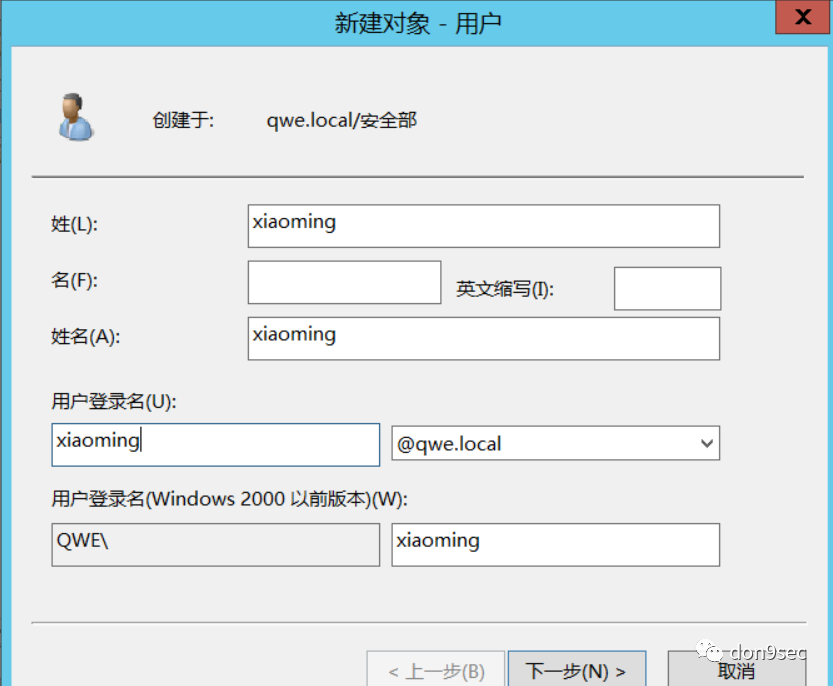 新建对象 - 用户
X
创建于: qwe.local/安全部
姓(L): xiaoming
名(F): 英文缩写(I):
姓名(A): xiaoming
用户登录名(U):
xiaoming @qwe.local
用户登录名(Windows 2000 以前版本)(W):
QWE\ xiaoming
< 上一步(B) 下一步(N) > 取消
don9sec